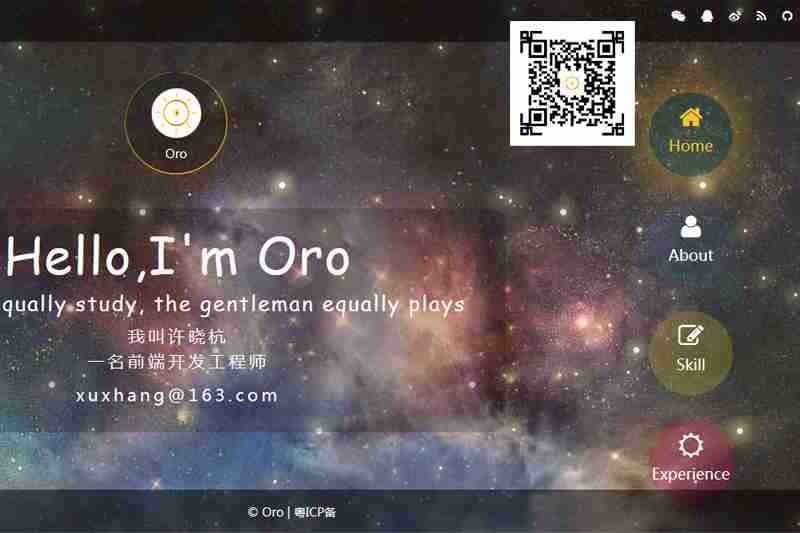 Oro
Home
Hello,I'm Oro
About
qually study, the gentleman equally plays
我叫许晓杭
一名前端开发工程师
Skill
xuxhang@163.com
Experience
© Oro | 粤ICP备